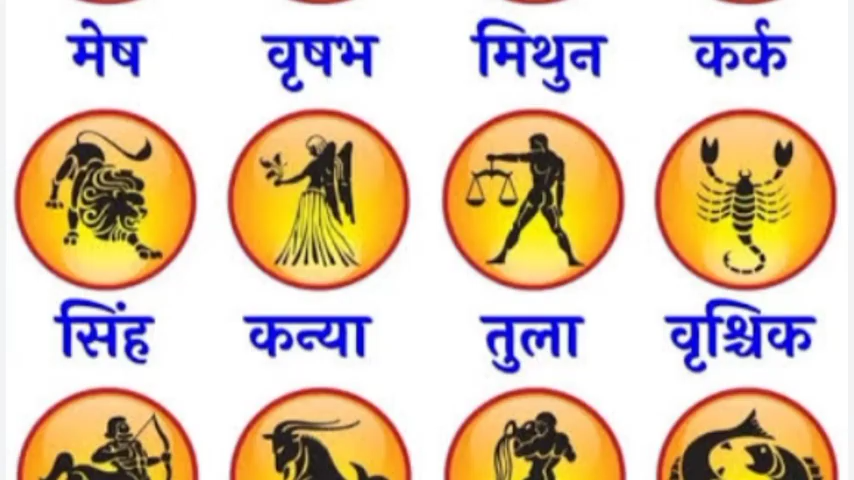 मेष वृषभ मिथुन कर्क
सिंह कन्या तुला वृश्चिक